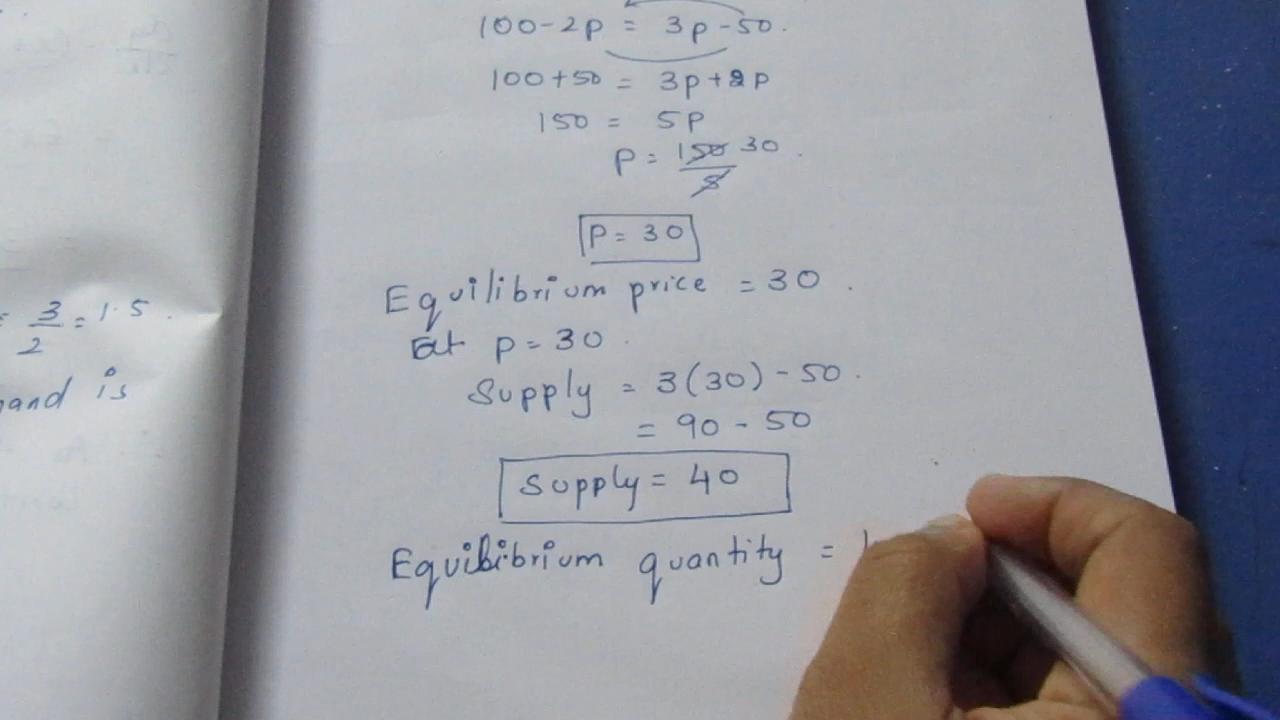 = 3/2 = 1.5.
and is
100-2p = 3p-50.
100+50 = 3p+2p
150 = 5p
p = 150/5 30.
p = 30
Equilibrium price = 30.
at p = 30.
Supply = 3(30) - 50.
= 90 - 50
Supply = 40
Equilibrium quantity =